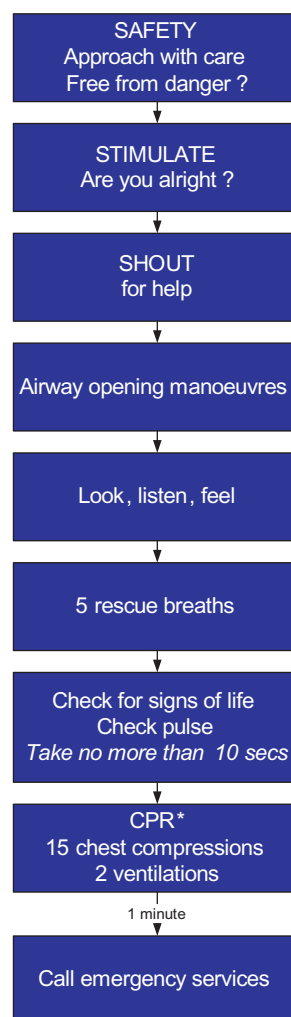 SAFETY
Approach with care
Free from danger ?
STIMULATE
Are you alright ?
SHOUT
for help
Airway opening manoeuvres
Look, listen, feel
5 rescue breaths
Check for signs of life
Check pulse
Take no more than 10 secs
CPR*
15 chest compressions
2 ventilations
1 minute
Call emergency services